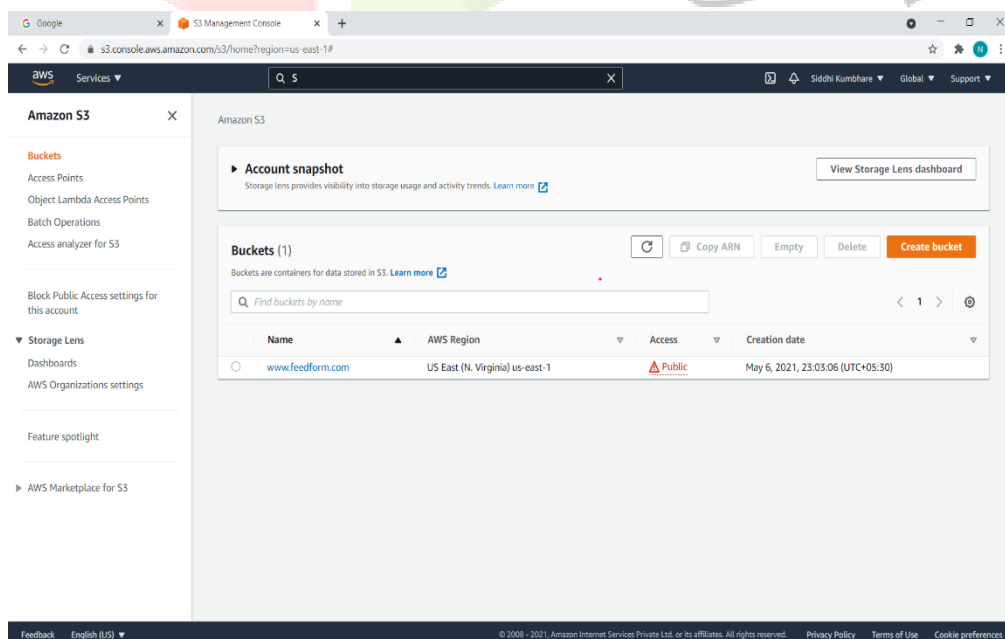 Google
S3 Management Console
s3.console.aws.amazon.com/s3/home?region=us-east-1#
N
aws Services S Siddhi Kumbhare Global Support
Amazon S3
Buckets
Access Points
Object Lambda Access Points
Batch Operations
Access analyzer for S3
Block Public Access settings for
this account
Storage Lens
Dashboards
AWS Organizations settings
Feature spotlight
AWS Marketplace for S3
Amazon S3
Account snapshot
View Storage Lens dashboard
Storage lens provides visibility into storage usage and activity trends. Learn more
Buckets (1)
Copy ARN Empty Delete Create bucket
Buckets are containers for data stored in S3. Learn more
Find buckets by name
1
Name AWS Region Access Creation date
www.feedform.com US East (N. Virginia) us-east-1 Public May 6, 2021, 23:03:06 (UTC+05:30)
Feedback English (US) © 2008 - 2021, Amazon Internet Services Private Ltd. or its affiliates. All rights reserved. Privacy Policy Terms of Use Cookie preferences